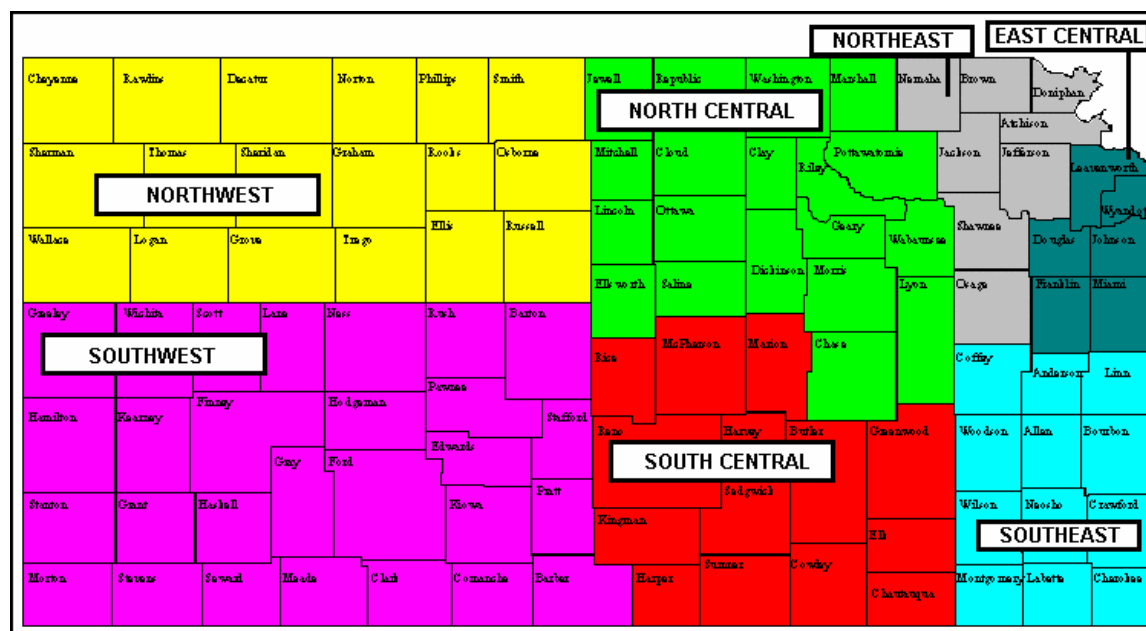 NORTHEAST EAST CENTRAL
Cheyenne Rawlins Decatur Norton Phillips Smith Jewell Republic Washington Marshall Nemaha Brown
Doniphan
NORTH CENTRAL
Atchison
Sherman Thomas Sheridan Graham Rooks Osborne Mitchell Cloud Clay Riley Pottawatomie Jackson Jefferson
Leavenworth
NORTHWEST
Lincoln Ottawa
Wallace Logan Gove Trego Ellis Russell Geary Wabaunsee Shawnee Douglas Johnson
Ellsworth Saline Dickinson Morris Lyon Osage Franklin Miami
Greeley Wichita Scott Lane Ness Rush Barton
SOUTHWEST
Rice McPherson Marion Chase Coffey Anderson Linn
Pawnee
Hamilton Kearney Finney Hodgeman Stafford
Reno Harvey Butler Greenwood Woodson Allen Bourbon
Edwards
Gray Ford
SOUTH CENTRAL
Stanton Grant Haskell Kiowa Pratt Sedgwick Wilson Neosho Crawford
Kingman Elk
SOUTHEAST
Morton Stevens Seward Meade Clark Comanche Barber Harper Sumner Cowley Montgomery Labette Cherokee
Chautauqua